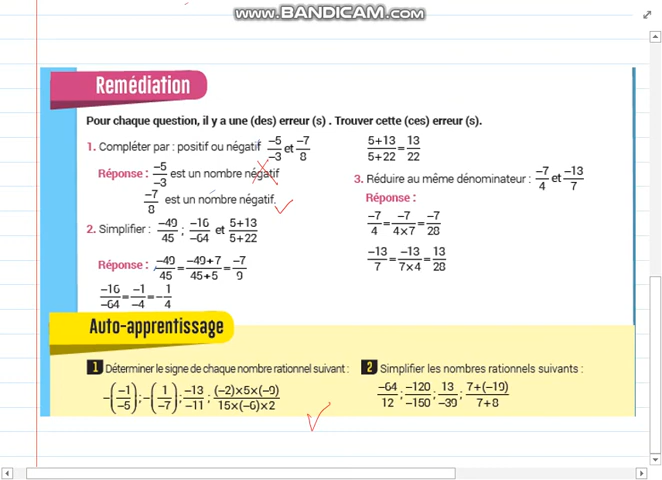 www.BANDICAM.com
Remédiation
Pour chaque question, il y a une (des) erreur (s) . Trouver cette (ces) erreur (s).
1. Compléter par : positif ou négatif -5/-3 et -7/8
Réponse : -5/-3 est un nombre négatif
-7/8 est un nombre négatif.
2. Simplifier : -49/45 ; -16/-64 et 5+13/5+22
Réponse : -49/45 = -49+7/45+5 = -7/9
-16/-64 = -1/-4 = -1/4
5+13/5+22 = 13/22
3. Réduire au même dénominateur : -7/4 et -13/7
Réponse :
-7/4 = -7/4×7 = -7/28
-13/7 = -13/7×4 = 13/28
Auto-apprentissage
1 Déterminer le signe de chaque nombre rationnel suivant :
-(-1/-5) ; -(1/-7) ; -13/-11 ; (-2)×5×(-9)/15×(-6)×2
2 Simplifier les nombres rationnels suivants :
-64/12 ; -120/-150 ; 13/-39 ; 7+(-19)/7+8